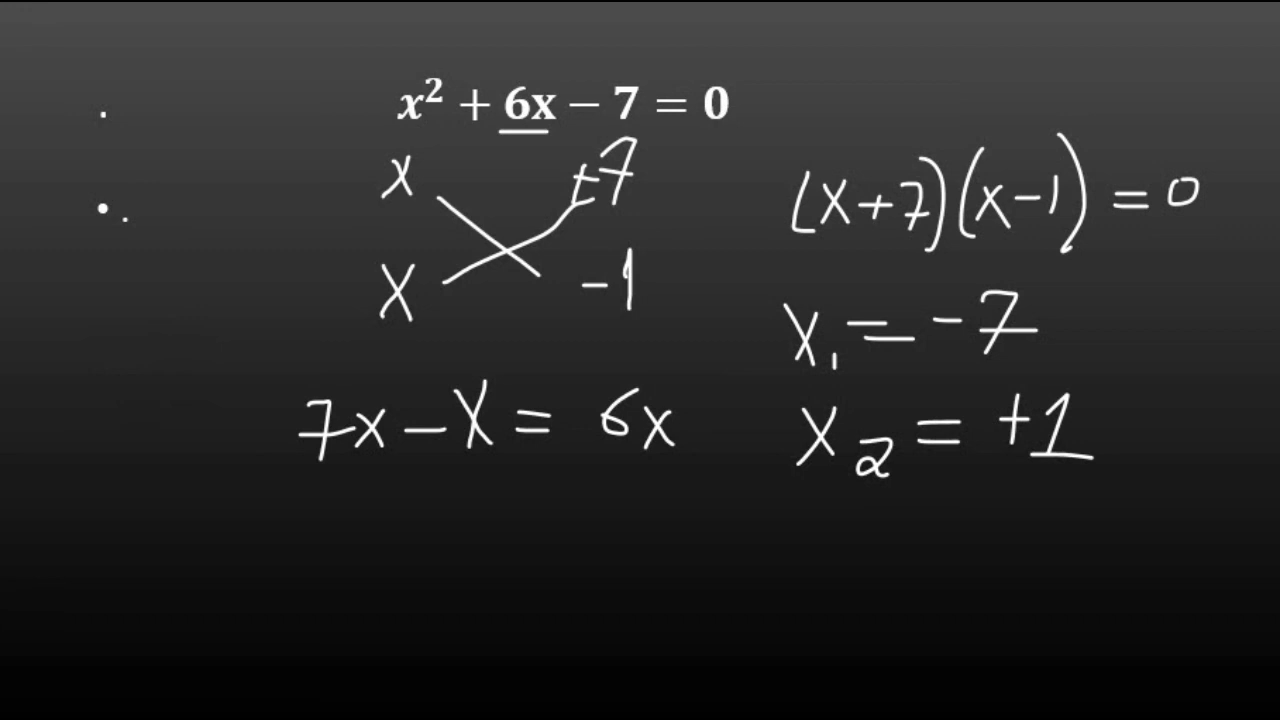 x² + 6x − 7 = 0
x +7
x -1
7x - x = 6x
(x+7)(x-1) = 0
x₁ = -7
x₂ = +1